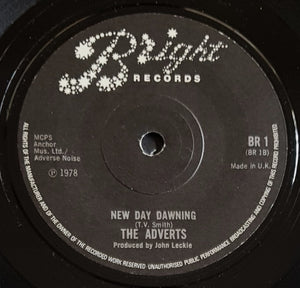 Bright
RECORDS
MCPS
Anchor
Mus. Ltd./
Adverse Noise
℗ 1978
BR 1
(BR 1B)
Made in U.K.
NEW DAY DAWNING
(T.V. Smith)
THE ADVERTS
Produced by John Leckie
ALL RIGHTS OF THE MANUFACTURER AND OF THE OWNER OF THE RECORDED WORK RESERVED · UNAUTHORISED PUBLIC PERFORMANCE, BROADCASTING AND COPYING OF THIS RECORD PROHIBITED